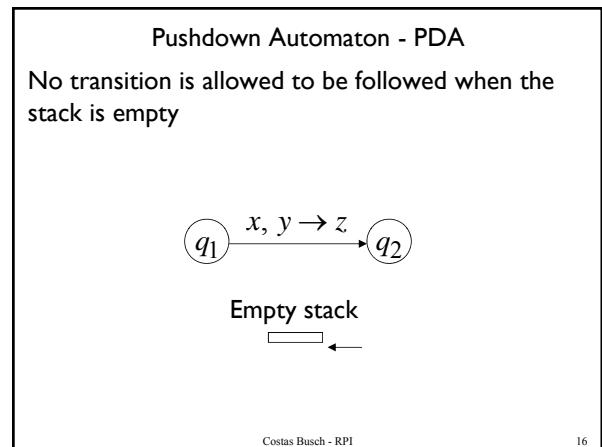 Pushdown Automaton - PDA
No transition is allowed to be followed when the
stack is empty
x, y → z
q1 q2
Empty stack
Costas Busch - RPI 16